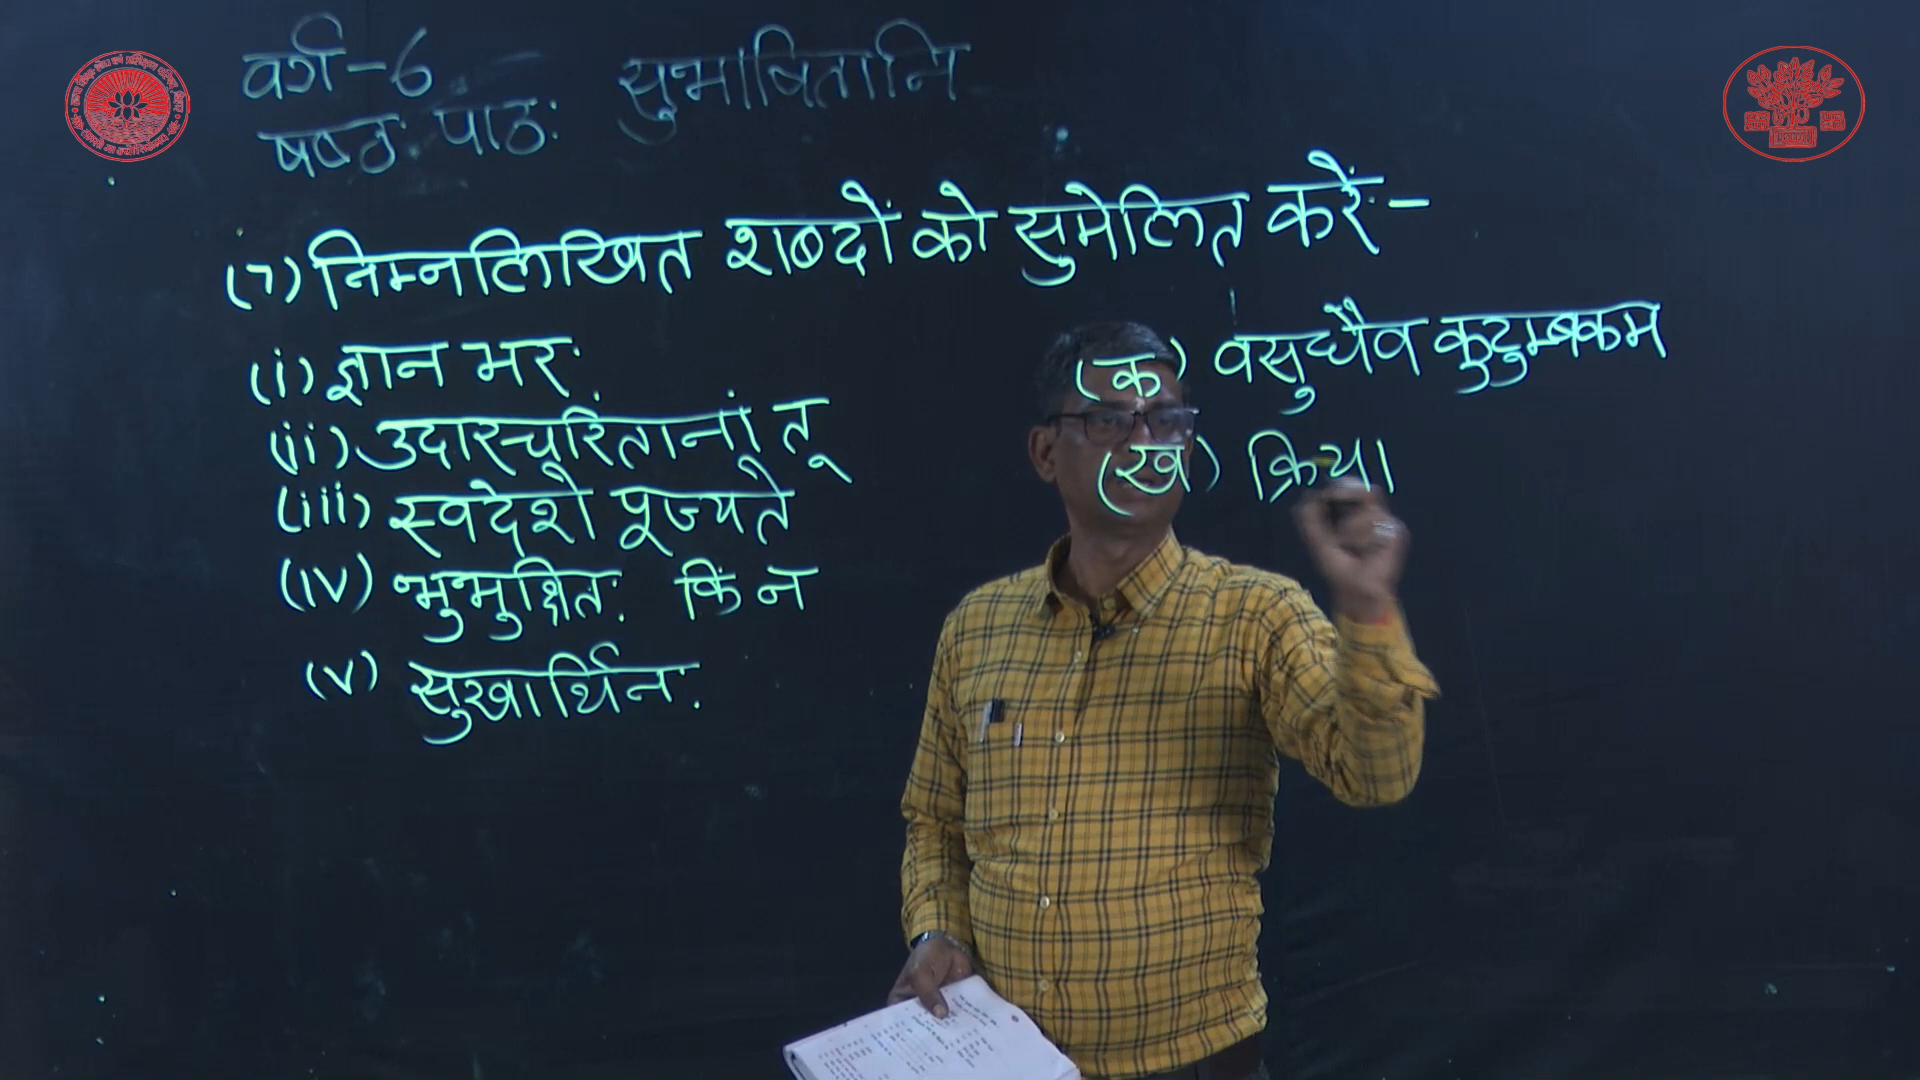 वर्ग-6
षष्ठ: पाठ: सुभाषितानि
(7) निम्नलिखित शब्दों को सुमेलित करें:-
(i) ज्ञान भर:
(क) वसुधैव कुटुम्बकम
(ii) उदारचरितानां तू
(ख) क्रिया
(iii) स्वदेशे पूज्यते
(iv) भुभुक्षित: किं न
(v) सुखार्थिन: